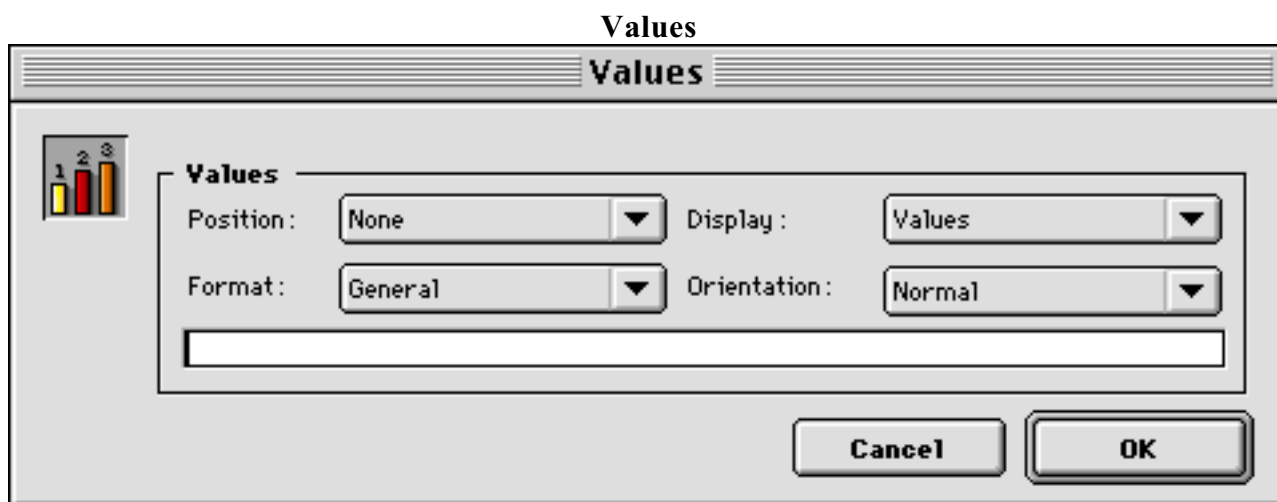 Values
Values
1 2 3
Values
Position: None Display: Values
Format: General Orientation: Normal
Cancel OK